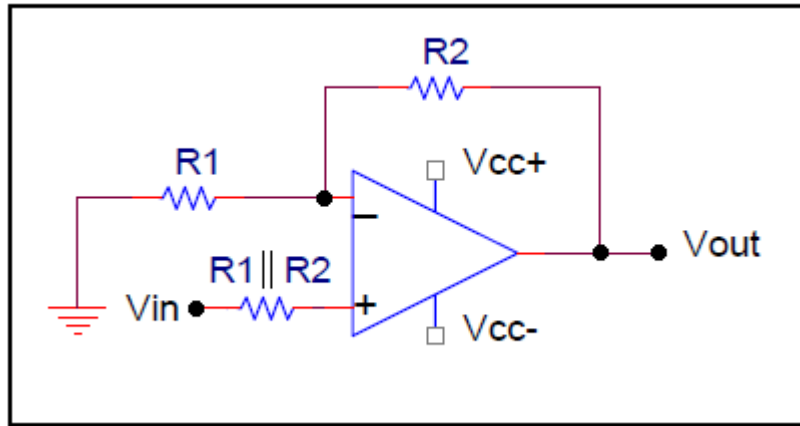 R2
R1
Vcc+
−
Vout
R1 || R2
Vin
+
Vcc-